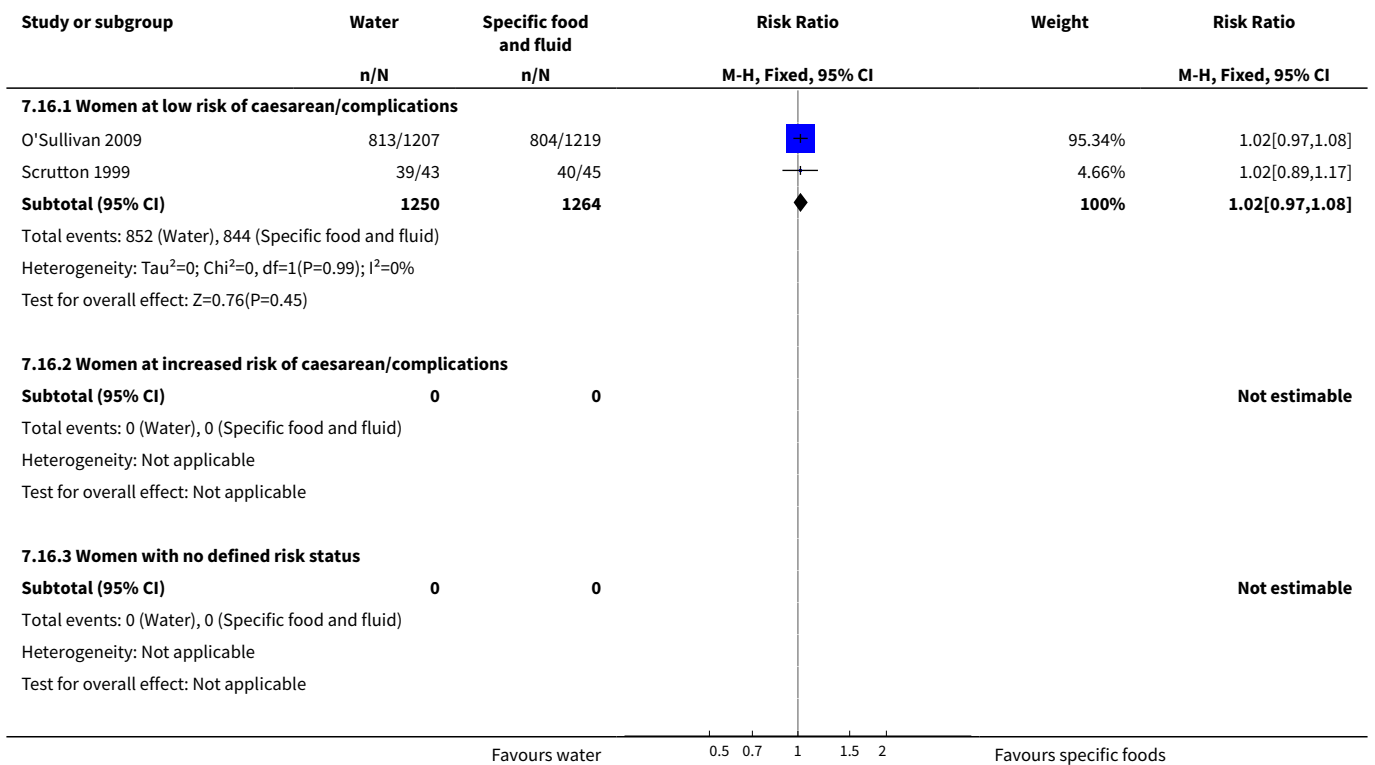 Study or subgroup Water Specific food and fluid Risk Ratio Weight Risk Ratio
n/N n/N M-H, Fixed, 95% CI M-H, Fixed, 95% CI
7.16.1 Women at low risk of caesarean/complications
O'Sullivan 2009 813/1207 804/1219 95.34% 1.02[0.97,1.08]
Scrutton 1999 39/43 40/45 4.66% 1.02[0.89,1.17]
Subtotal (95% CI) 1250 1264 100% 1.02[0.97,1.08]
Total events: 852 (Water), 844 (Specific food and fluid)
Heterogeneity: Tau²=0; Chi²=0, df=1(P=0.99); I²=0%
Test for overall effect: Z=0.76(P=0.45)
7.16.2 Women at increased risk of caesarean/complications
Subtotal (95% CI) 0 0 Not estimable
Total events: 0 (Water), 0 (Specific food and fluid)
Heterogeneity: Not applicable
Test for overall effect: Not applicable
7.16.3 Women with no defined risk status
Subtotal (95% CI) 0 0 Not estimable
Total events: 0 (Water), 0 (Specific food and fluid)
Heterogeneity: Not applicable
Test for overall effect: Not applicable
Favours water 0.5 0.7 1 1.5 2 Favours specific foods